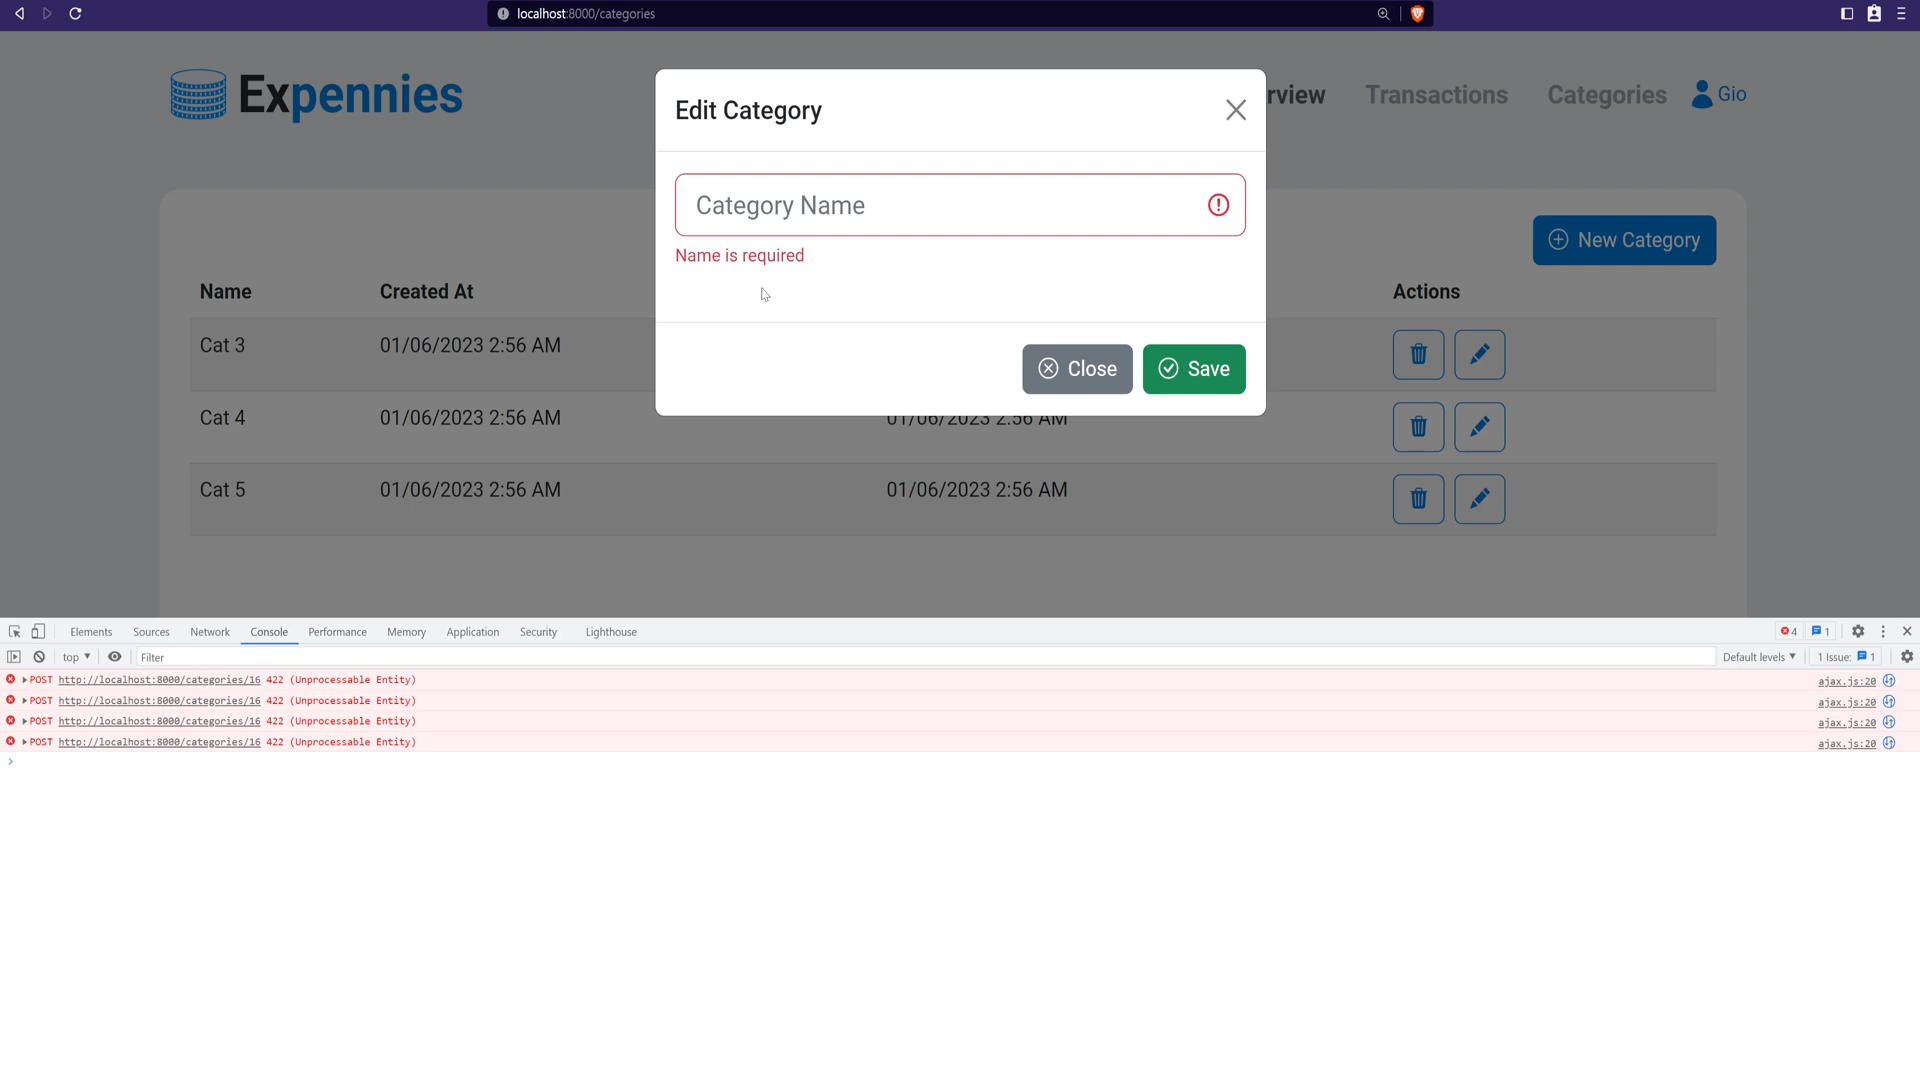 localhost:8000/categories
Expennies
rview
Transactions
Categories
Gio
Edit Category
Category Name
Name is required
Close
Save
New Category
Name
Created At
Actions
Cat 3
01/06/2023 2:56 AM
Cat 4
01/06/2023 2:56 AM
01/06/2023 2:56 AM
Cat 5
01/06/2023 2:56 AM
01/06/2023 2:56 AM
Elements
Sources
Network
Console
Performance
Memory
Application
Security
Lighthouse
4
1
top
Filter
Default levels
1 Issue:
1
POST http://localhost:8000/categories/16 422 (Unprocessable Entity)
ajax.js:20
POST http://localhost:8000/categories/16 422 (Unprocessable Entity)
ajax.js:20
POST http://localhost:8000/categories/16 422 (Unprocessable Entity)
ajax.js:20
POST http://localhost:8000/categories/16 422 (Unprocessable Entity)
ajax.js:20